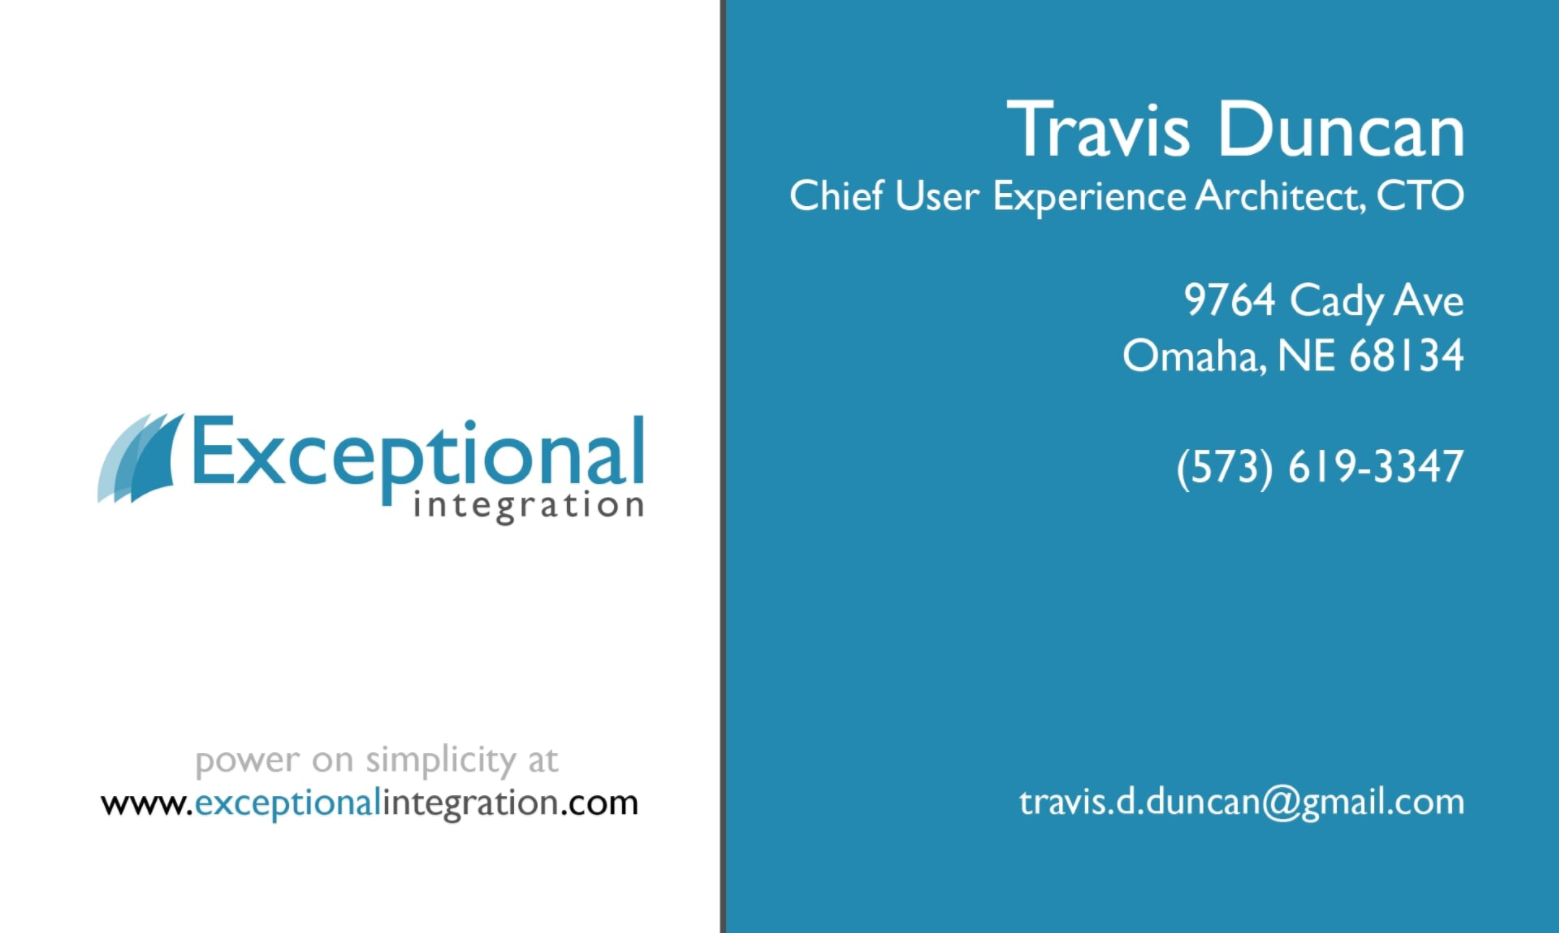 Exceptional
integration
power on simplicity at
www.exceptionalintegration.com
Travis Duncan
Chief User Experience Architect, CTO
9764 Cady Ave
Omaha, NE 68134
(573) 619-3347
travis.d.duncan@gmail.com